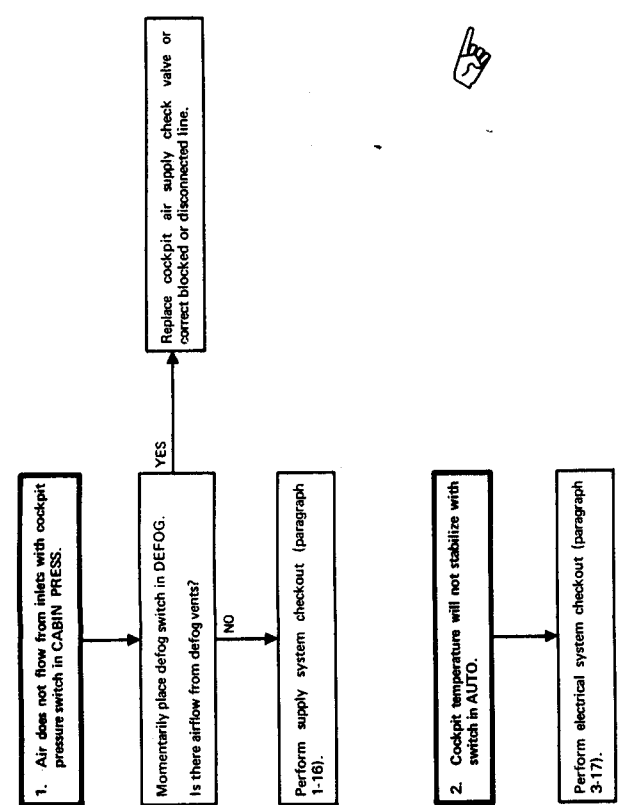 1. Air does not flow from inlets with cockpit
pressure switch in CABIN PRESS.
Momentarily place defog switch in DEFOG.
Is there airflow from defog vents?
YES
Replace cockpit air supply check valve or
correct blocked or disconnected line.
NO
Perform supply system checkout (paragraph
1-16).
2. Cockpit temperature will not stabilize with
switch in AUTO.
Perform electrical system checkout (paragraph
3-17).